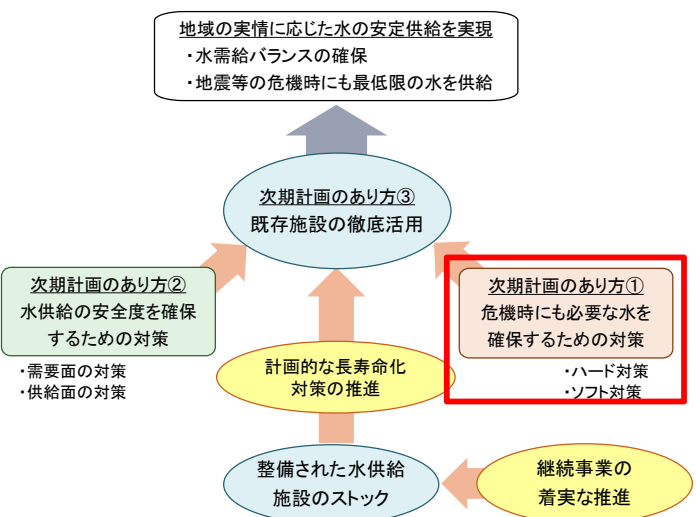 地域の実情に応じた水の安定供給を実現
・水需給バランスの確保
・地震等の危機時にも最低限の水を供給
次期計画のあり方③
既存施設の徹底活用
次期計画のあり方②
水供給の安全度を確保
するための対策
・需要面の対策
・供給面の対策
次期計画のあり方①
危機時にも必要な水を
確保するための対策
・ハード対策
・ソフト対策
計画的な長寿命化
対策の推進
整備された水供給
施設のストック
継続事業の
着実な推進